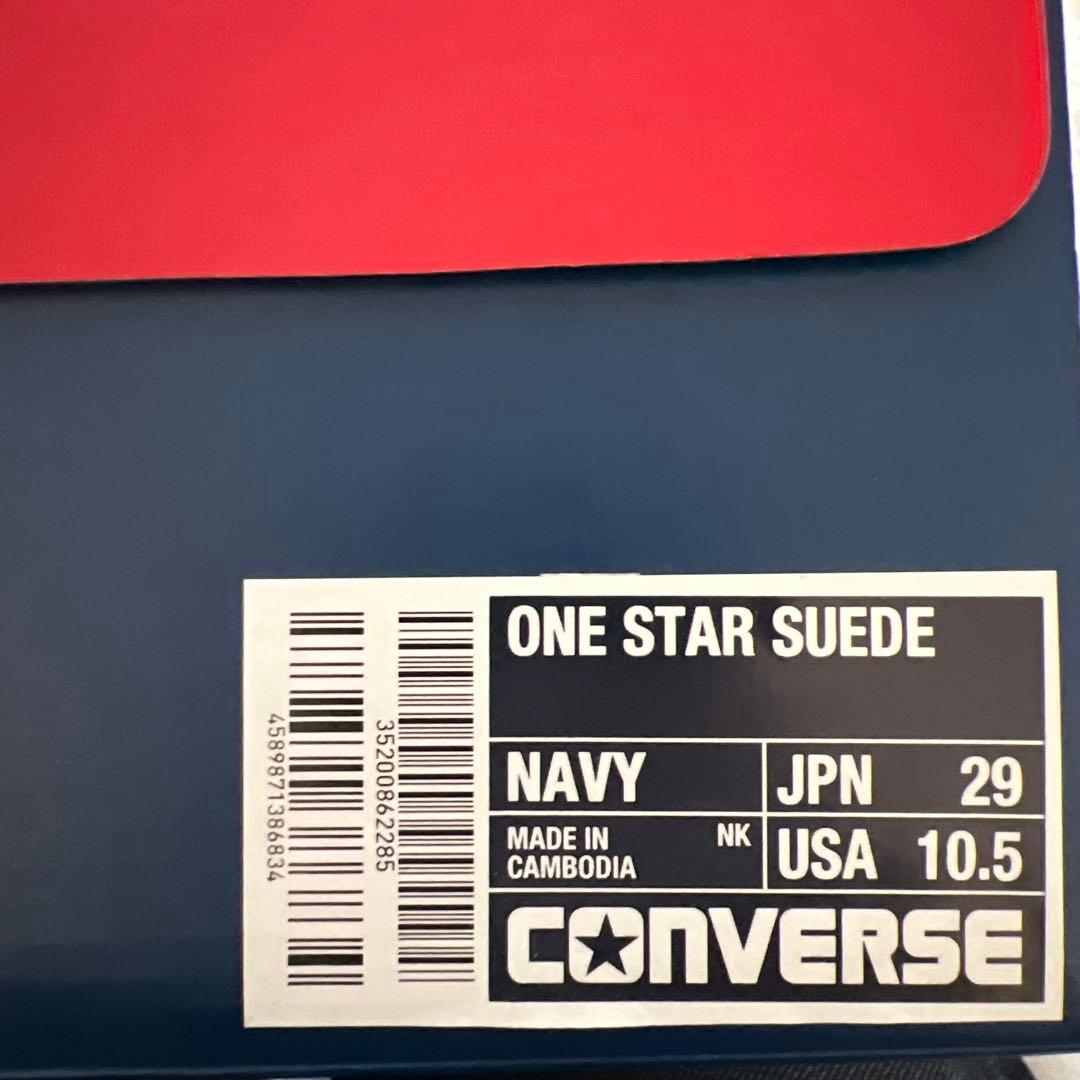 ONE STAR SUEDE
NAVY
JPN 29
MADE IN
CAMBODIA
NK
USA 10.5
CONVERSE
35200862285
4589871386834